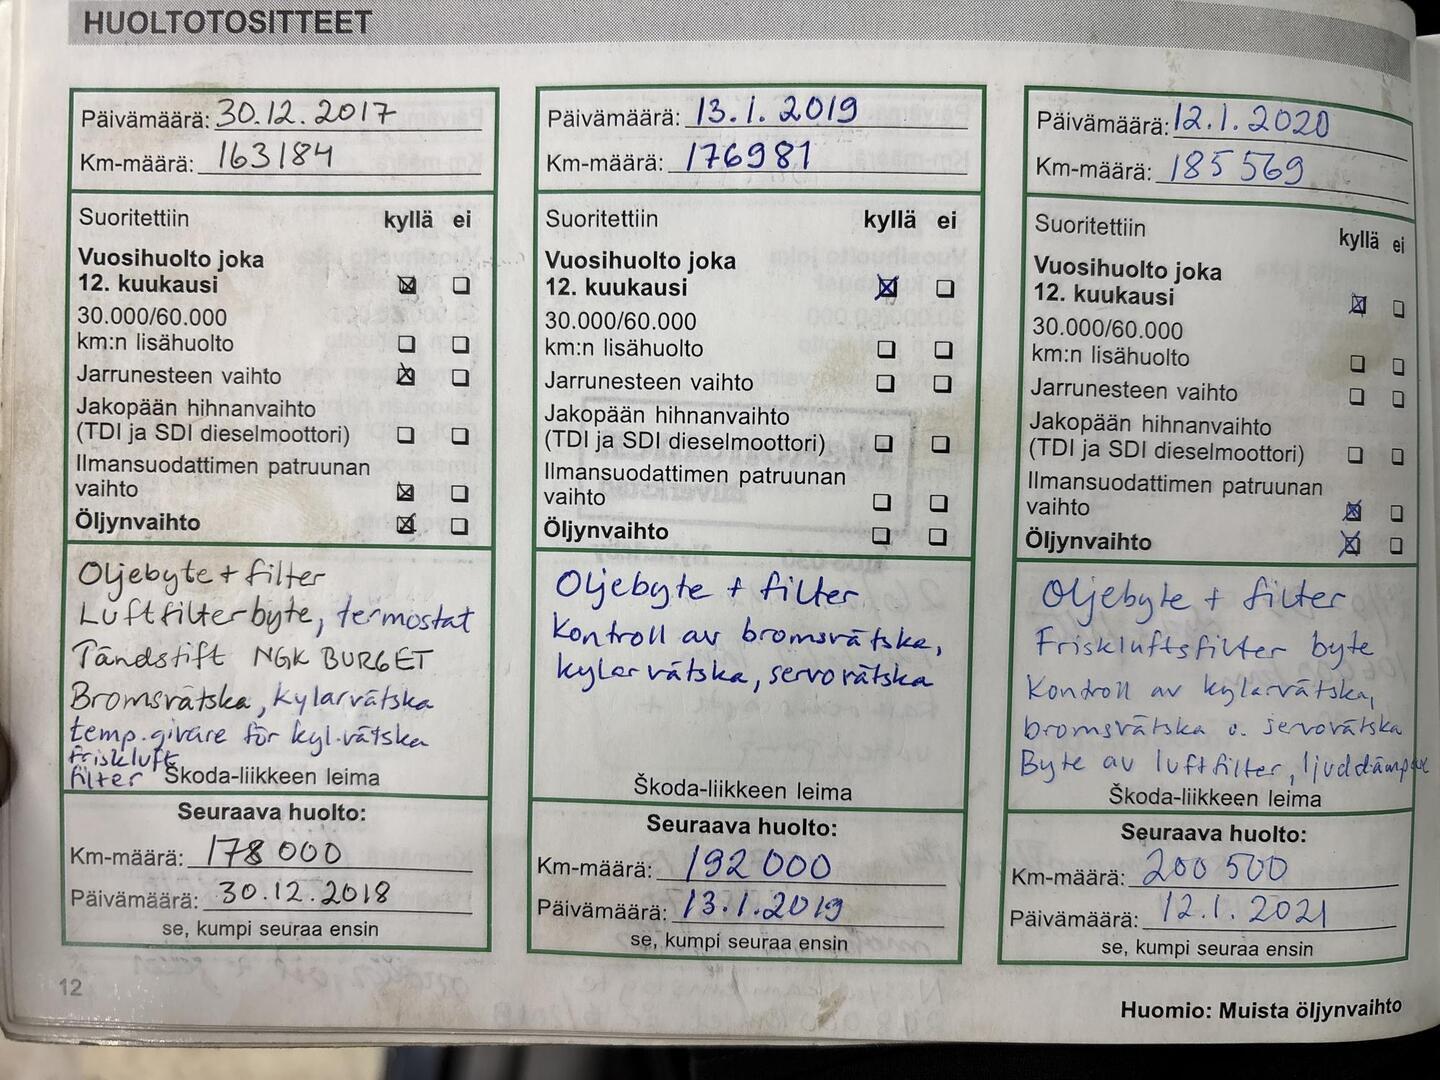 HUOLTOTOSITTEET
Päivämäärä: 30.12.2017
Km-määrä: 163184
Suoritettiin kyllä ei
Vuosihuolto joka
12. kuukausi
30.000/60.000
km:n lisähuolto
Jarrunesteen vaihto
Jakopään hihnanvaihto
(TDI ja SDI dieselmoottori)
Ilmansuodattimen patruunan
vaihto
Öljynvaihto
Oljebyte + filter
Luftfilterbyte, termostat
Tändstift NGK BURGET
Bromsvätska, kylarvätska
temp.givare för kyl.vätska
Friskluft
filter Škoda-liikkeen leima
Seuraava huolto:
Km-määrä: 178 000
Päivämäärä: 30.12.2018
se, kumpi seuraa ensin
12
Päivämäärä: 13.1.2019
Km-määrä: 176981
Suoritettiin kyllä ei
Vuosihuolto joka
12. kuukausi
30.000/60.000
km:n lisähuolto
Jarrunesteen vaihto
Jakopään hihnanvaihto
(TDI ja SDI dieselmoottori)
Ilmansuodattimen patruunan
vaihto
Öljynvaihto
Oljebyte + filter
Kontroll av bromsvätska,
kylarvätska, servovätska
Škoda-liikkeen leima
Seuraava huolto:
Km-määrä: 192 000
Päivämäärä: 13.1.2019
se, kumpi seuraa ensin
Päivämäärä: 12.1.2020
Km-määrä: 185 569
Suoritettiin kyllä ei
Vuosihuolto joka
12. kuukausi
30.000/60.000
km:n lisähuolto
Jarrunesteen vaihto
Jakopään hihnanvaihto
(TDI ja SDI dieselmoottori)
Ilmansuodattimen patruunan
vaihto
Öljynvaihto
Oljebyte + filter
Friskluftsfilter byte
Kontroll av kylarvätska,
bromsvätska o. servovätska
Byte av luftfilter, ljuddämpare
Škoda-liikkeen leima
Seuraava huolto:
Km-määrä: 200 500
Päivämäärä: 12.1.2021
se, kumpi seuraa ensin
Huomio: Muista öljynvaihto